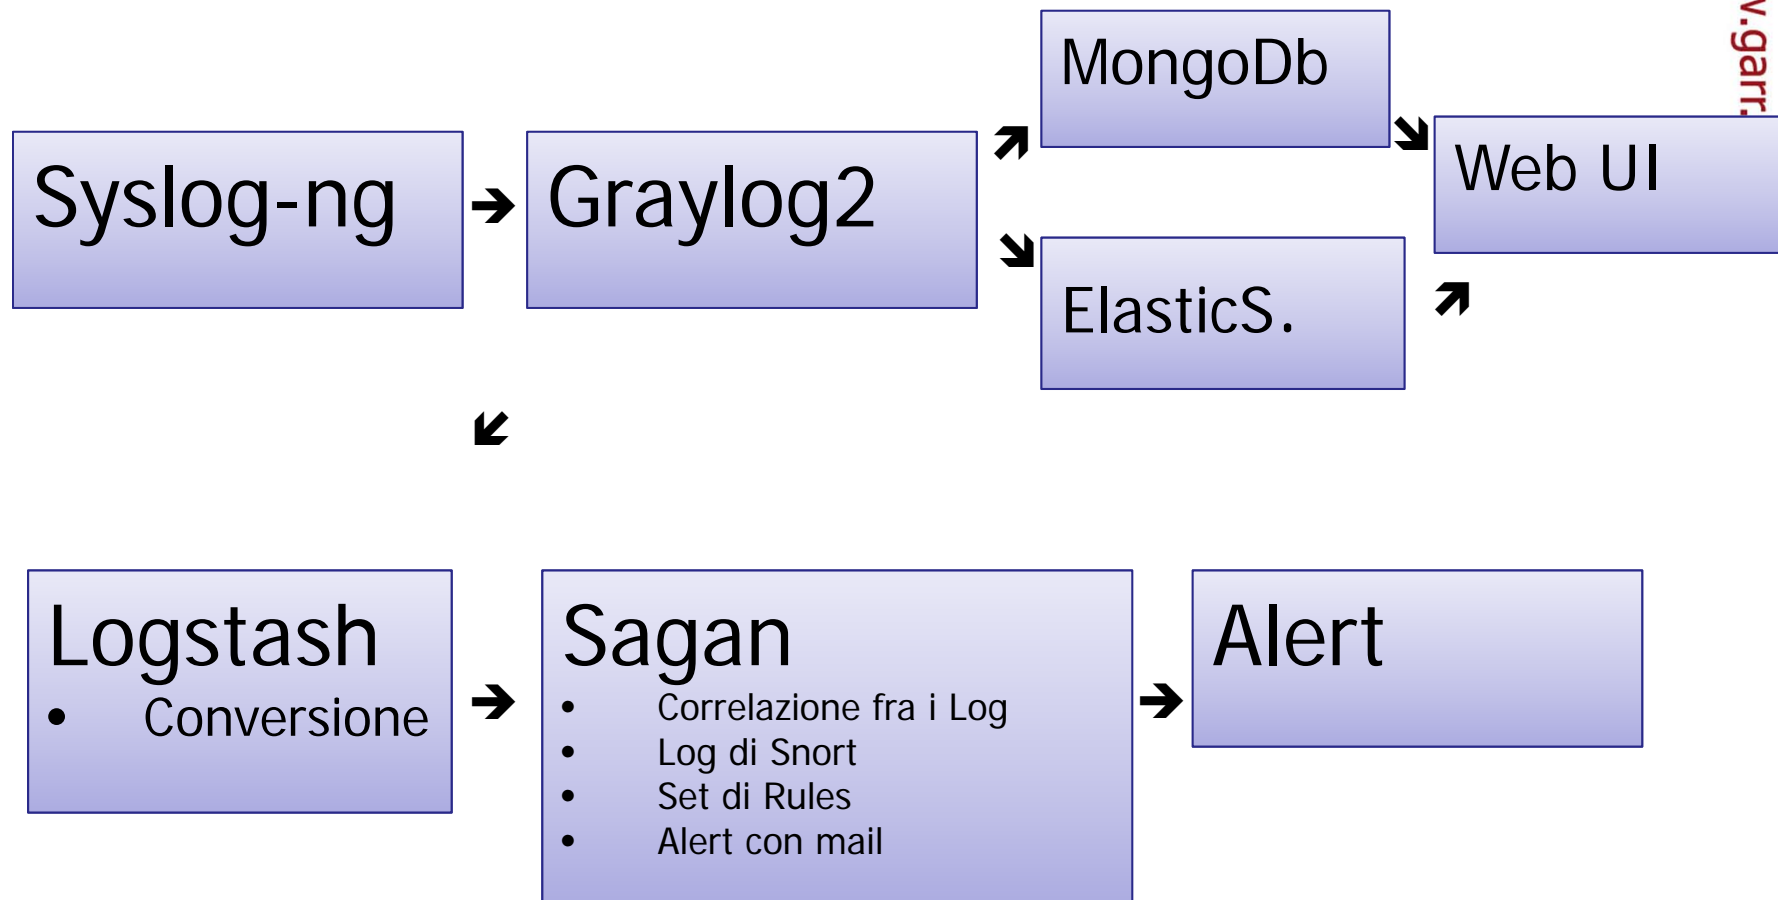 v.garr.
MongoDb
Syslog-ng
Graylog2
Web UI
ElasticS.
Logstash
• Conversione
Sagan
• Correlazione fra i Log
• Log di Snort
• Set di Rules
• Alert con mail
Alert